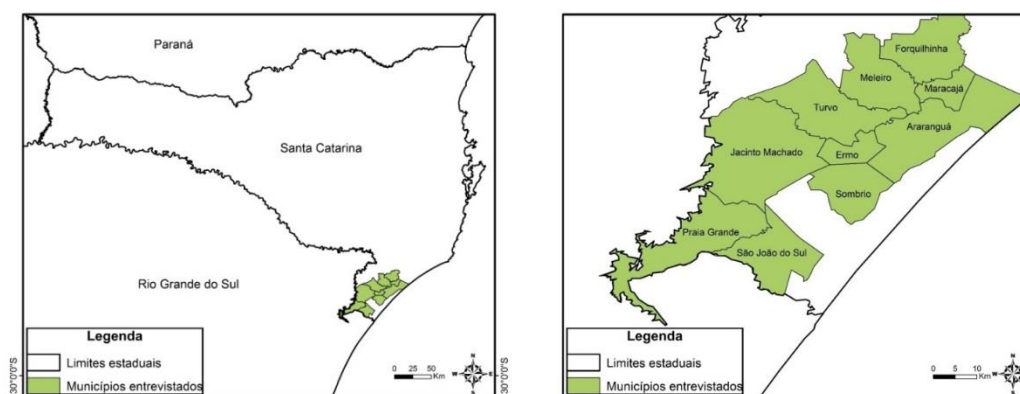 Paraná
Santa Catarina
Rio Grande do Sul
Legenda
Limites estaduais
Municípios entrevistados
0 25 50
Km
N
W E
S
30°0'0"S
Forquilhinha
Meleiro
Maracajá
Turvo
Araranguá
Jacinto Machado
Ermo
Sombrio
Praia Grande
São João do Sul
Legenda
Limites estaduais
Municípios entrevistados
0 5 10
Km
N
W E
S
30°0'0"S